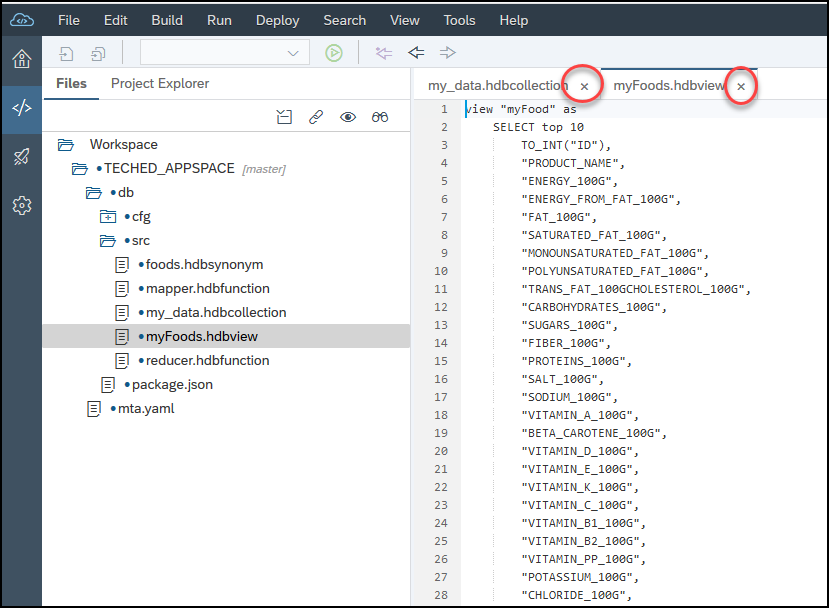 File Edit Build Run Deploy Search View Tools Help
Files Project Explorer
my_data.hdbcollection × myFoods.hdbview ×
Workspace
TECHED_APPSPACE [master]
db
cfg
src
foods.hdbsynonym
mapper.hdbfunction
my_data.hdbcollection
myFoods.hdbview
reducer.hdbfunction
package.json
mta.yaml
1 view "myFood" as
2 SELECT top 10
3 TO_INT("ID"),
4 "PRODUCT_NAME",
5 "ENERGY_100G",
6 "ENERGY_FROM_FAT_100G",
7 "FAT_100G",
8 "SATURATED_FAT_100G",
9 "MONOUNSATURATED_FAT_100G",
10 "POLYUNSATURATED_FAT_100G",
11 "TRANS_FAT_100GCHOLESTEROL_100G",
12 "CARBOHYDRATES_100G",
13 "SUGARS_100G",
14 "FIBER_100G",
15 "PROTEINS_100G",
16 "SALT_100G",
17 "SODIUM_100G",
18 "VITAMIN_A_100G",
19 "BETA_CAROTENE_100G",
20 "VITAMIN_D_100G",
21 "VITAMIN_E_100G",
22 "VITAMIN_K_100G",
23 "VITAMIN_C_100G",
24 "VITAMIN_B1_100G",
25 "VITAMIN_B2_100G",
26 "VITAMIN_PP_100G",
27 "POTASSIUM_100G",
28 "CHLORIDE_100G",